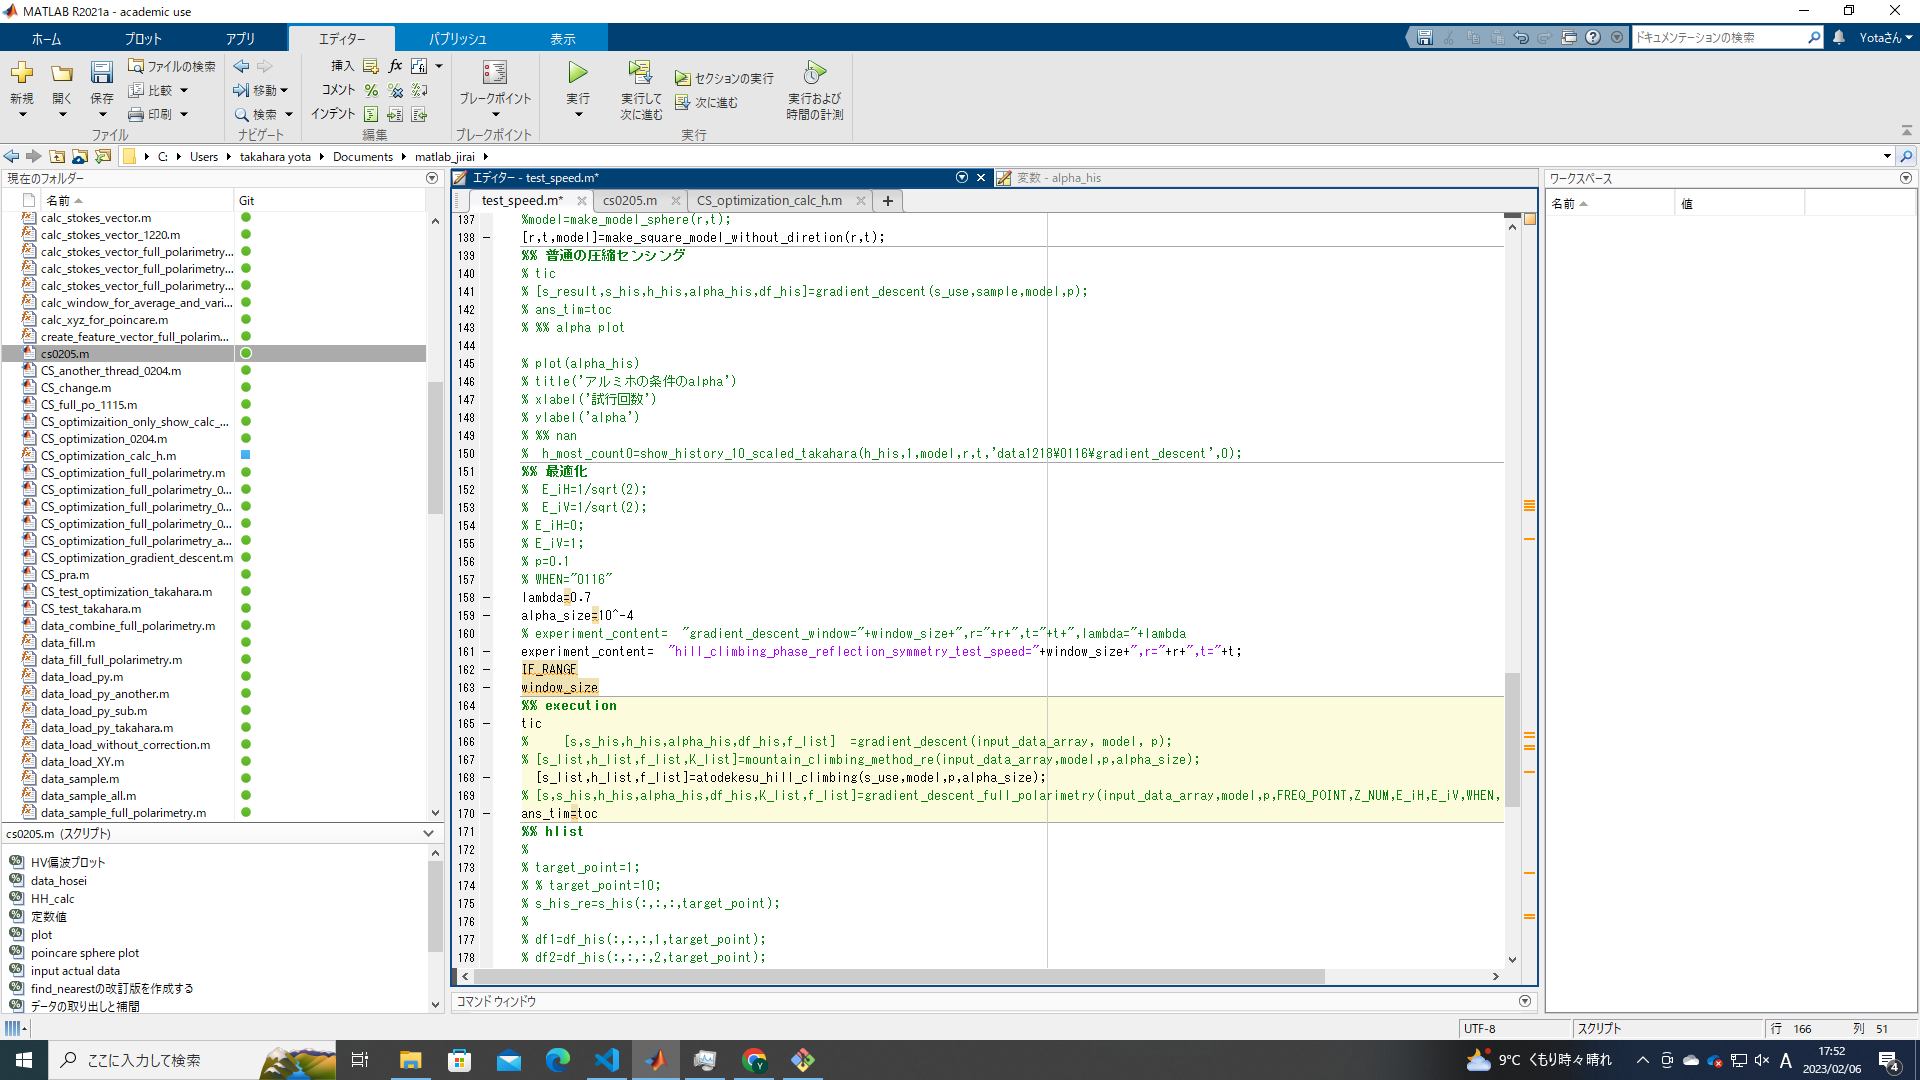 MATLAB R2021a - academic use
ホーム プロット アプリ エディター パブリッシュ 表示 ドキュメンテーションの検索 Yotaさん
新規 開く 保存 ファイルの検索 比較 印刷 ファイル
移動 検索 ナビゲート
挿入 コメント インデント 編集
ブレークポイント ブレークポイント
実行 実行して次に進む セクションの実行 次に進む 実行および時間の計測 実行
C: Users takahara yota Documents matlab_jirai
現在のフォルダー
名前 Git
calc_stokes_vector.m
calc_stokes_vector_1220.m
calc_stokes_vector_full_polarimetry...
calc_stokes_vector_full_polarimetry...
calc_stokes_vector_full_polarimetry...
calc_window_for_average_and_vari...
calc_xyz_for_poincare.m
create_feature_vector_full_polarim...
cs0205.m
CS_another_thread_0204.m
CS_change.m
CS_full_po_1115.m
CS_optimizaition_only_show_calc_...
CS_optimization_0204.m
CS_optimization_calc_h.m
CS_optimization_full_polarimetry.m
CS_optimization_full_polarimetry_0...
CS_optimization_full_polarimetry_0...
CS_optimization_full_polarimetry_0...
CS_optimization_full_polarimetry_a...
CS_optimization_gradient_descent.m
CS_pra.m
CS_test_optimization_takahara.m
CS_test_takahara.m
data_combine_full_polarimetry.m
data_fill.m
data_fill_full_polarimetry.m
data_load_py.m
data_load_py_another.m
data_load_py_sub.m
data_load_py_takahara.m
data_load_without_correction.m
data_load_XY.m
data_sample.m
data_sample_all.m
data_sample_full_polarimetry.m
cs0205.m (スクリプト)
HV偏波プロット
data_hosei
HH_calc
定数値
plot
poincare sphere plot
input actual data
find_nearestの改訂版を作成する
データの取り出しと補間
エディター - test_speed.m* 変数 - alpha_his
test_speed.m* cs0205.m CS_optimization_calc_h.m
137 %model=make_model_sphere(r,t);
138 [r,t,model]=make_square_model_without_diretion(r,t);
139 %% 普通の圧縮センシング
140 % tic
141 % [s_result,s_his,h_his,alpha_his,df_his]=gradient_descent(s_use,sample,model,p);
142 % ans_tim=toc
143 % %% alpha plot
144
145 % plot(alpha_his)
146 % title('アルミホの条件のalpha')
147 % xlabel('試行回数')
148 % ylabel('alpha')
149 % %% nan
150 %  h_most_count0=show_history_10_scaled_takahara(h_his,1,model,r,t,'data1218¥0116¥gradient_descent',0);
151 %% 最適化
152 %  E_iH=1/sqrt(2);
153 %  E_iV=1/sqrt(2);
154 % E_iH=0;
155 % E_iV=1;
156 % p=0.1
157 % WHEN="0116"
158 lambda=0.7
159 alpha_size=10^-4
160 % experiment_content=  "gradient_descent_window="+window_size+",r="+r+",t="+t+",lambda="+lambda
161 experiment_content=  "hill_climbing_phase_reflection_symmetry_test_speed="+window_size+",r="+r+",t="+t;
162 IF_RANGE
163 window_size
164 %% execution
165 tic
166 %     [s,s_his,h_his,alpha_his,df_his,f_list]  =gradient_descent(input_data_array, model, p);
167 % [s_list,h_list,f_list,K_list]=mountain_climbing_method_re(input_data_array,model,p,alpha_size);
168   [s_list,h_list,f_list]=atodekesu_hill_climbing(s_use,model,p,alpha_size);
169 % [s,s_his,h_his,alpha_his,df_his,K_list,f_list]=gradient_descent_full_polarimetry(input_data_array,model,p,FREQ_POINT,Z_NUM,E_iH,E_iV,WHEN,
170 ans_tim=toc
171 %% hlist
172 %
173 % target_point=1;
174 % % target_point=10;
175 % s_his_re=s_his(:,:,:,target_point);
176 %
177 % df1=df_his(:,:,:,1,target_point);
178 % df2=df_his(:,:,:,2,target_point);
コマンド ウィンドウ
ワークスペース
名前 値
UTF-8 スクリプト 行 166 列 51
ここに入力して検索 9°C くもり時々晴れ A 17:52 2023/02/06 4